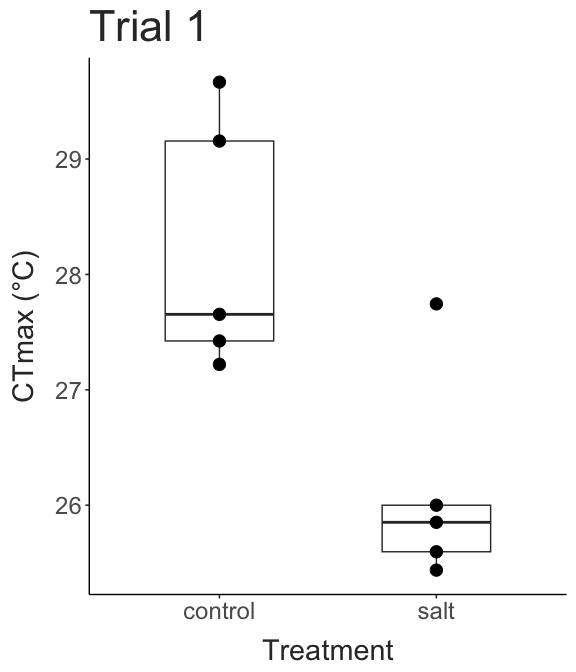 Trial 1
CTmax (°C)
29
28
27
26
control
salt
Treatment